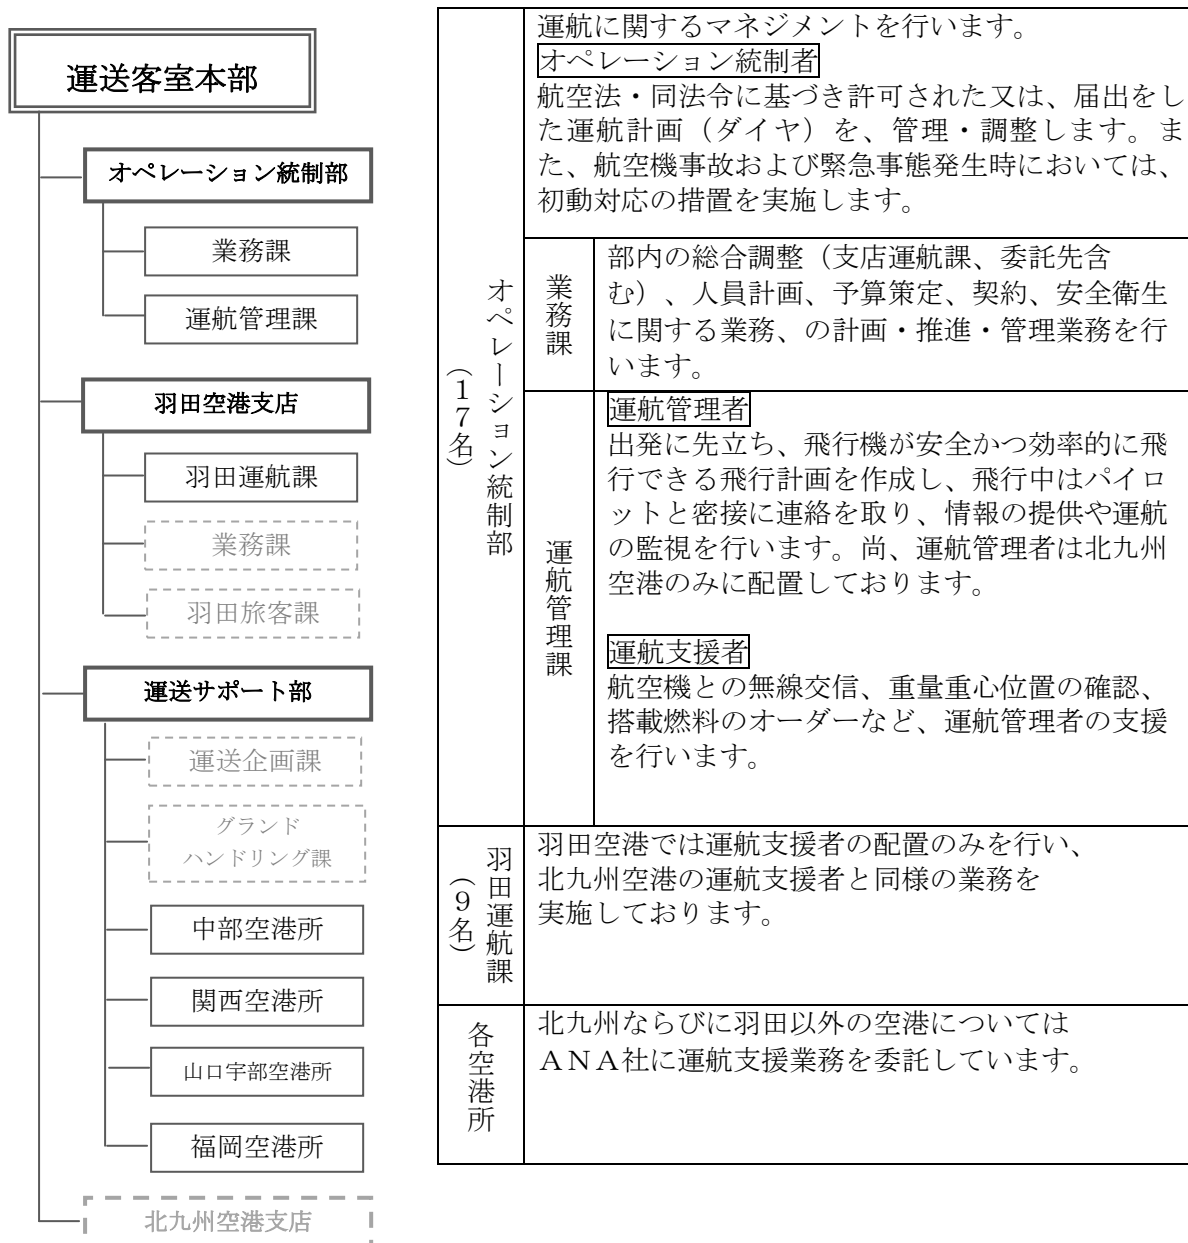 運送客室本部
オペレーション統制部
業務課
運航管理課
羽田空港支店
羽田運航課
業務課
羽田旅客課
運送サポート部
運送企画課
グランド
ハンドリング課
中部空港所
関西空港所
山口宇部空港所
福岡空港所
北九州空港支店
オペレーション統制部
（１７名）
運航に関するマネジメントを行います。
オペレーション統制者
航空法・同法令に基づき許可された又は、届出をし
た運航計画（ダイヤ）を、管理・調整します。ま
た、航空機事故および緊急事態発生時においては、
初動対応の措置を実施します。
業務課
部内の総合調整（支店運航課、委託先含
む）、人員計画、予算策定、契約、安全衛生
に関する業務、の計画・推進・管理業務を行
います。
運航管理課
運航管理者
出発に先立ち、飛行機が安全かつ効率的に飛
行できる飛行計画を作成し、飛行中はパイロ
ットと密接に連絡を取り、情報の提供や運航
の監視を行います。尚、運航管理者は北九州
空港のみに配置しております。
運航支援者
航空機との無線交信、重量重心位置の確認、
搭載燃料のオーダーなど、運航管理者の支援
を行います。
羽田運航課
（９名）
羽田空港では運航支援者の配置のみを行い、
北九州空港の運航支援者と同様の業務を
実施しております。
各空港所
北九州ならびに羽田以外の空港については
ＡＮＡ社に運航支援業務を委託しています。